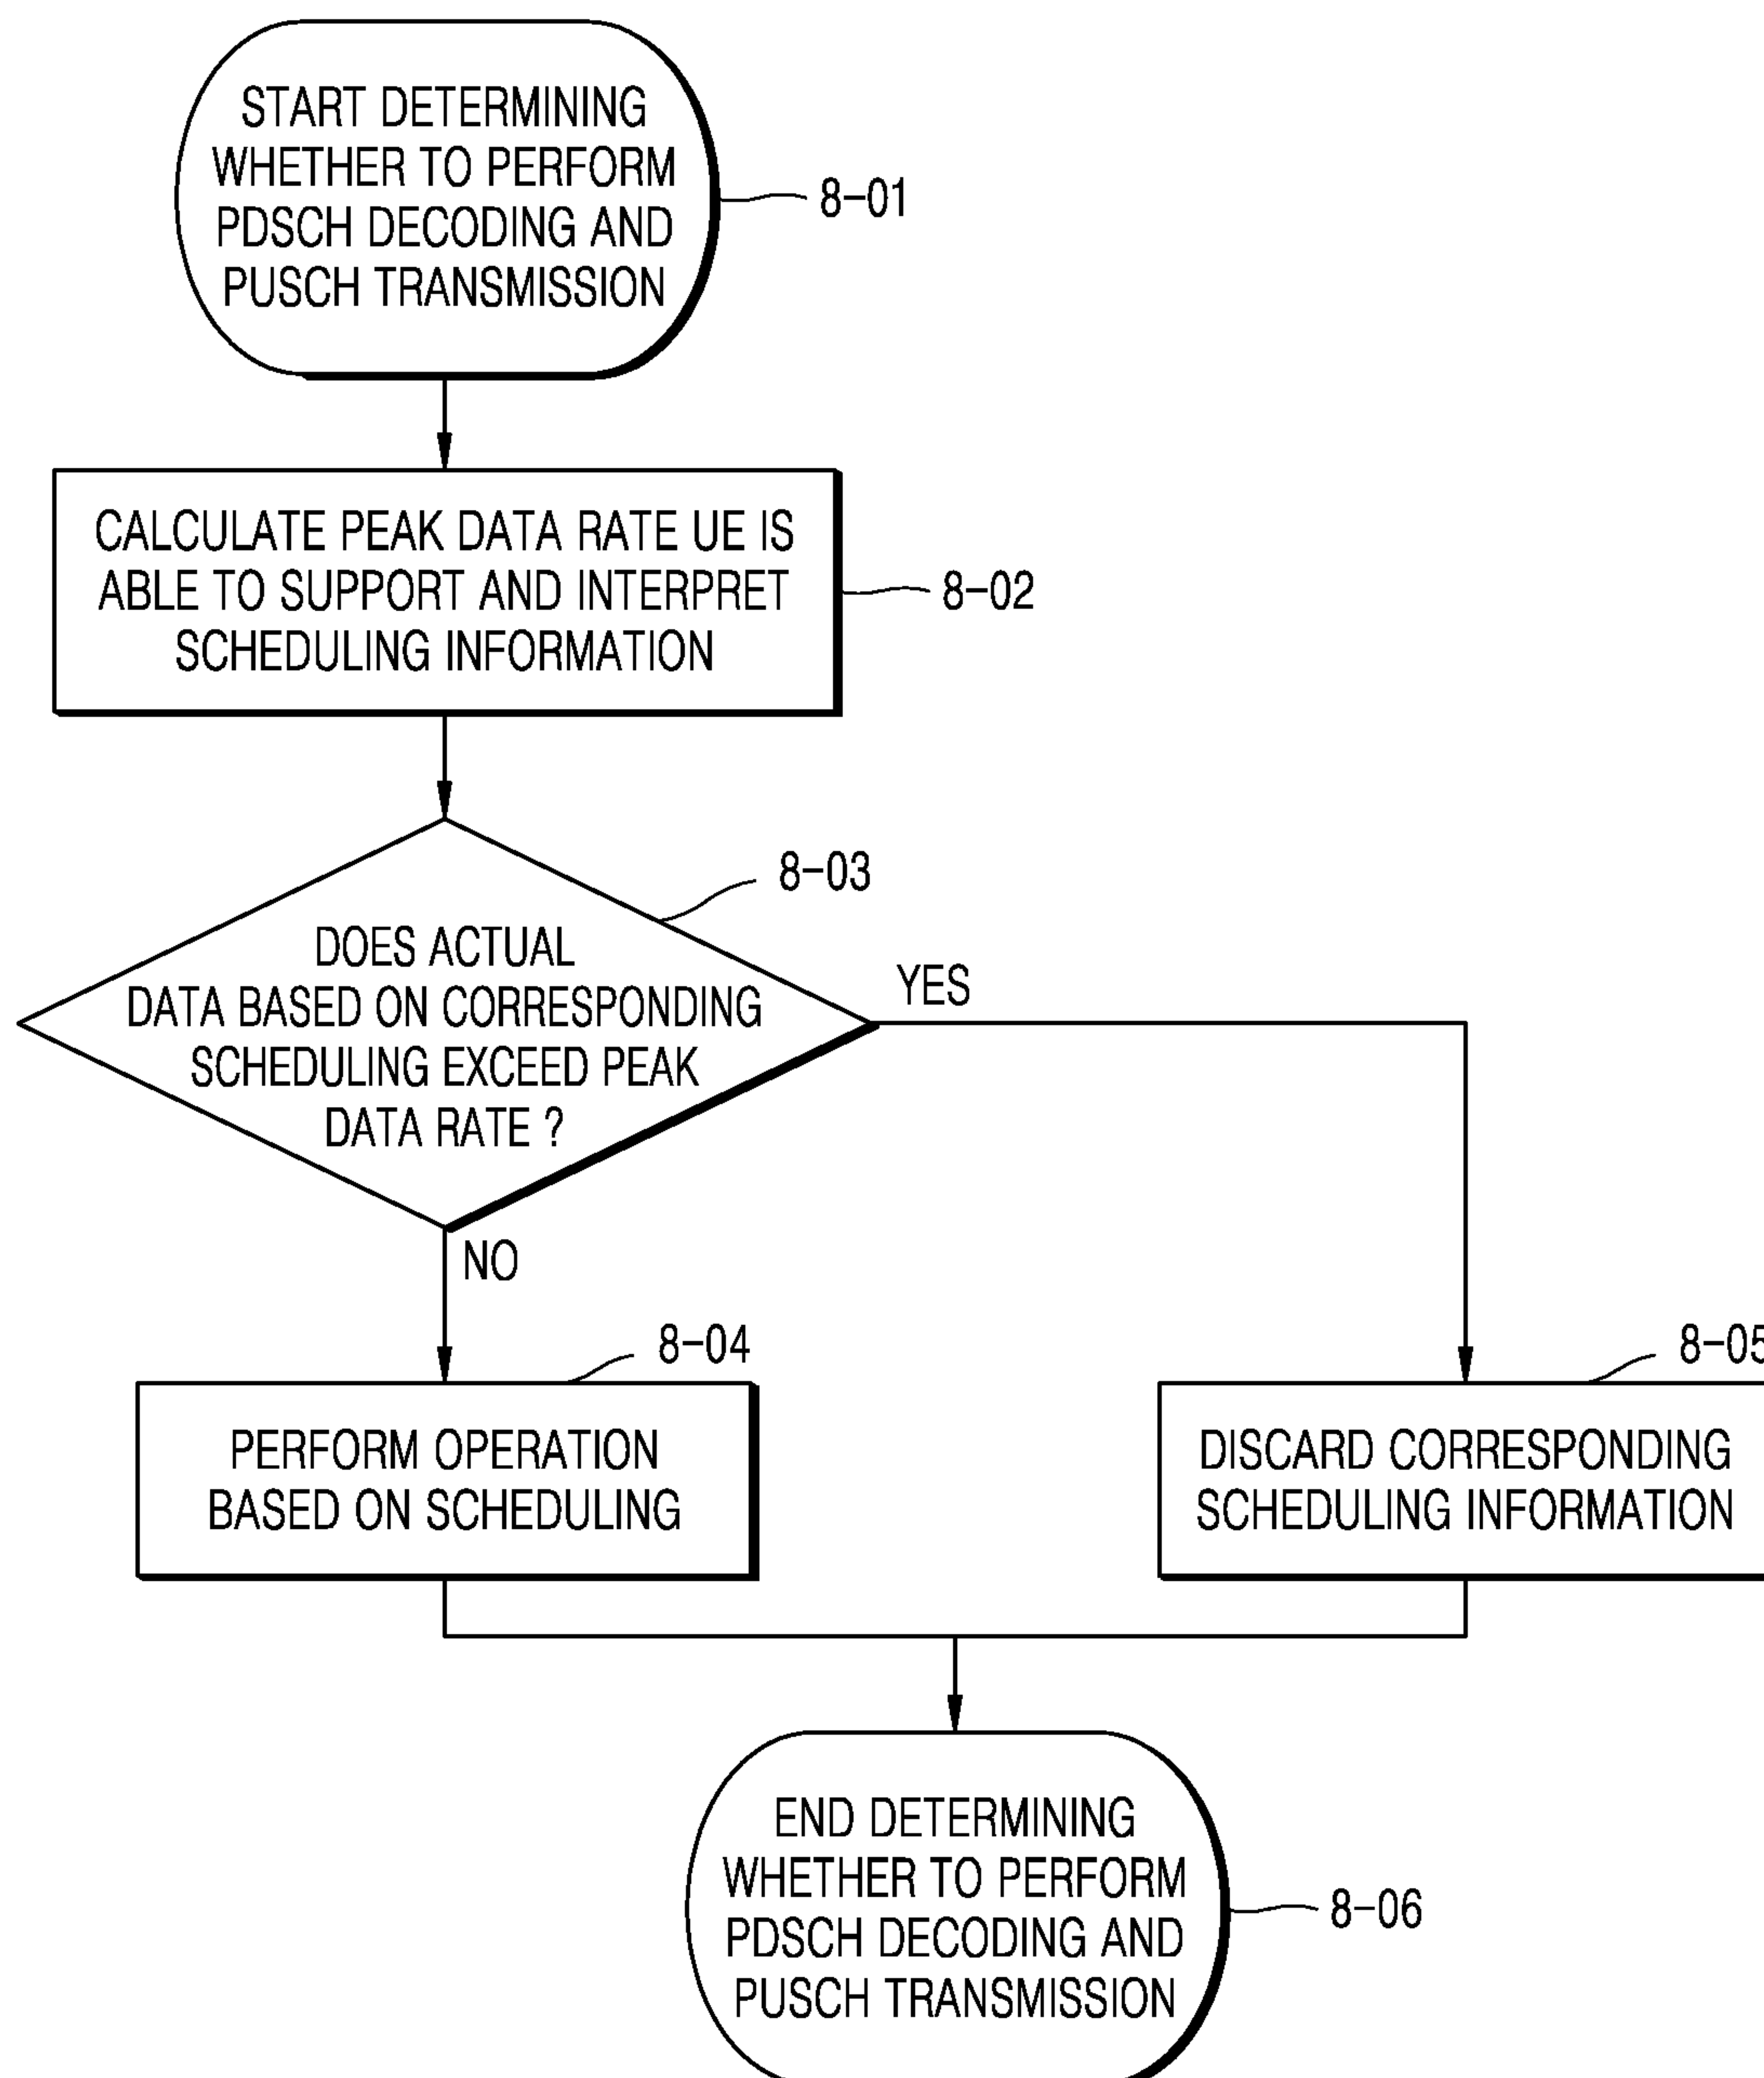 START DETERMINING
WHETHER TO PERFORM
PDSCH DECODING AND
PUSCH TRANSMISSION
8-01
CALCULATE PEAK DATA RATE UE IS
ABLE TO SUPPORT AND INTERPRET
SCHEDULING INFORMATION
8-02
8-03
DOES ACTUAL
DATA BASED ON CORRESPONDING
SCHEDULING EXCEED PEAK
DATA RATE ?
YES
NO
8-04
PERFORM OPERATION
BASED ON SCHEDULING
8-05
DISCARD CORRESPONDING
SCHEDULING INFORMATION
END DETERMINING
WHETHER TO PERFORM
PDSCH DECODING AND
PUSCH TRANSMISSION
8-06